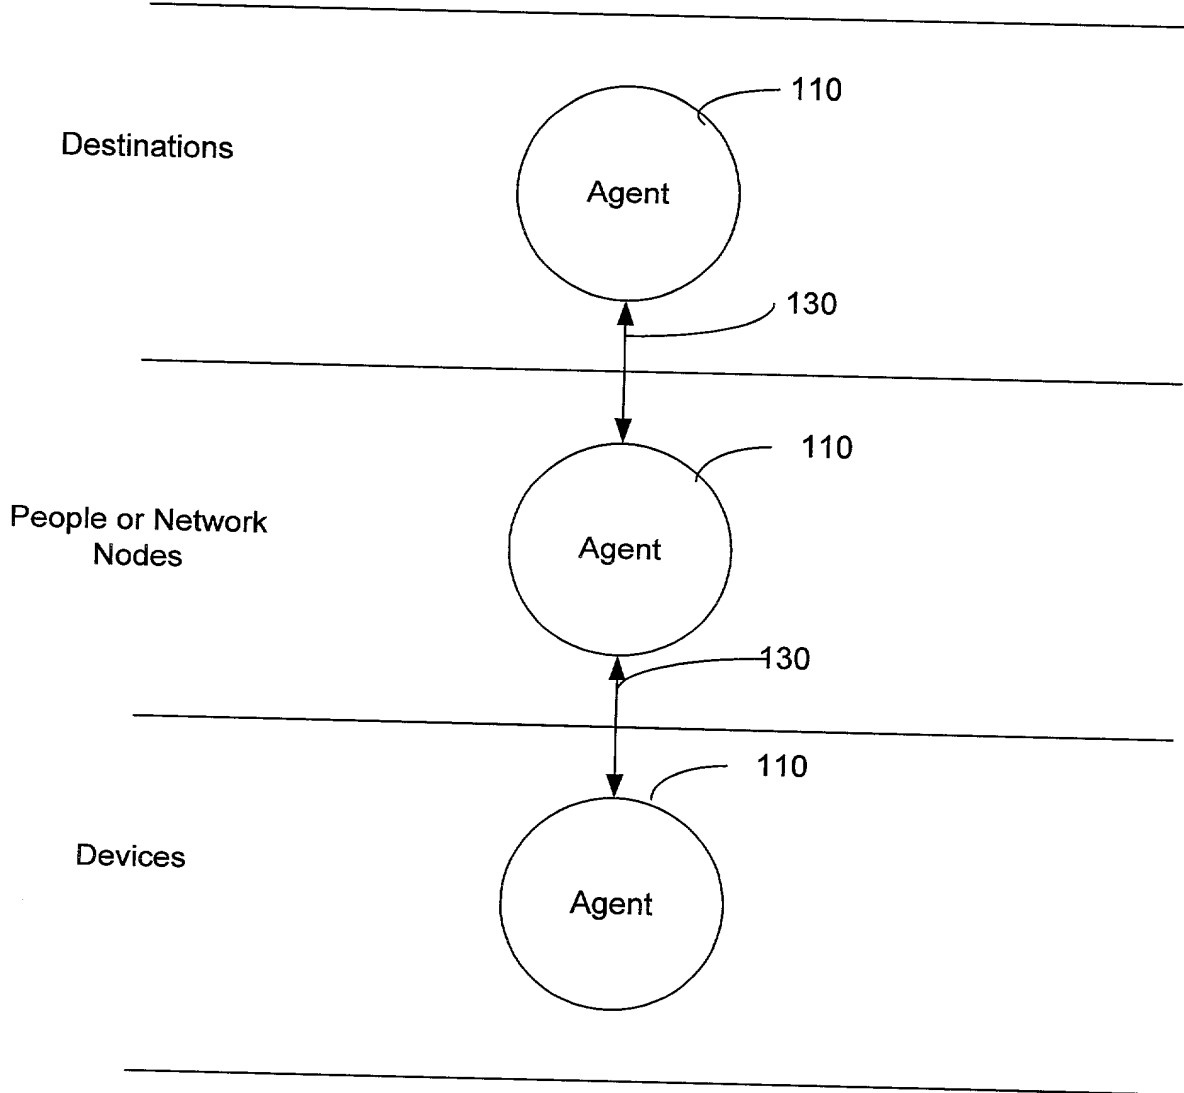 110
Destinations
Agent
130
110
People or Network
Nodes
Agent
130
110
Devices
Agent